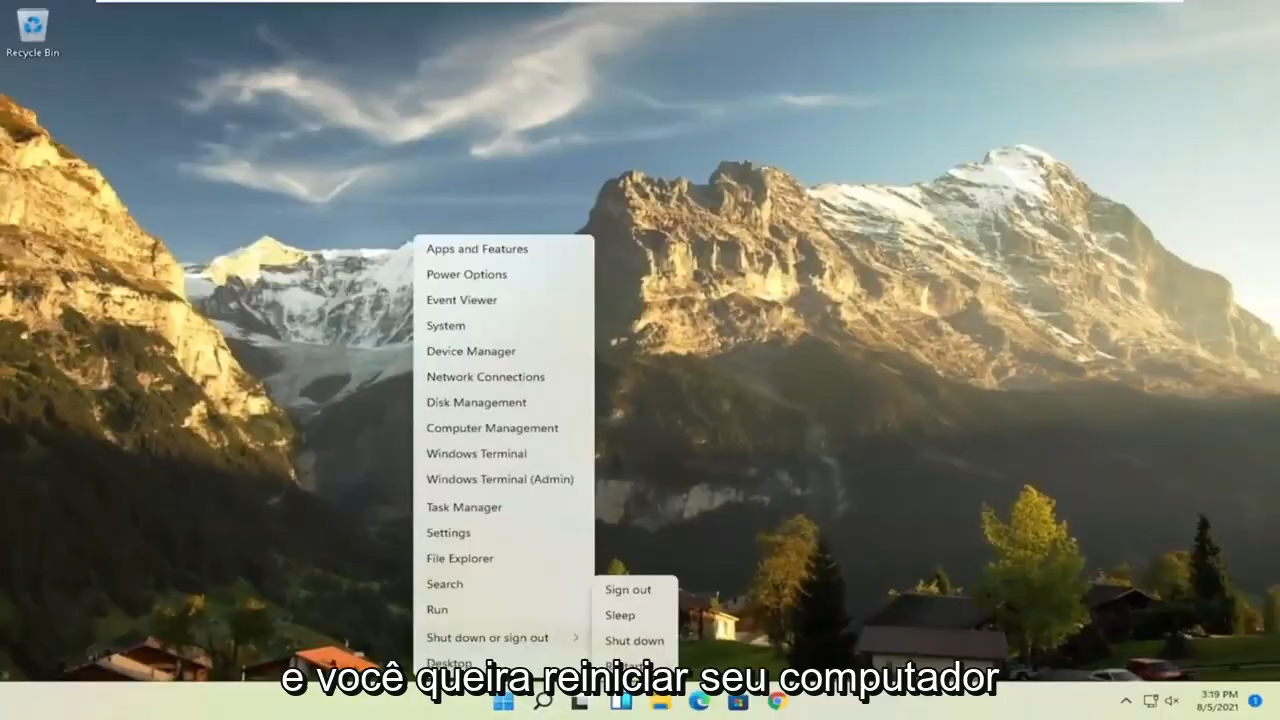 Recycle Bin
Apps and Features
Power Options
Event Viewer
System
Device Manager
Network Connections
Disk Management
Computer Management
Windows Terminal
Windows Terminal (Admin)
Task Manager
Settings
File Explorer
Search
Run
Shut down or sign out
Desktop
Sign out
Sleep
Shut down
Restart
e você queira reiniciar seu computador
3:19 PM
8/5/2021
1